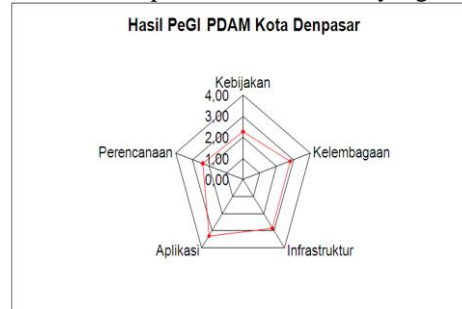 Hasil PeGI PDAM Kota Denpasar
Kebijakan
4,00
3,00
Kelembagaan
2,00
Perencanaan
1,00
0,00
Aplikasi
Infrastruktur